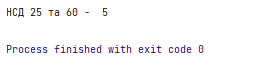 НСД 25 та 60 -  5
Process finished with exit code 0